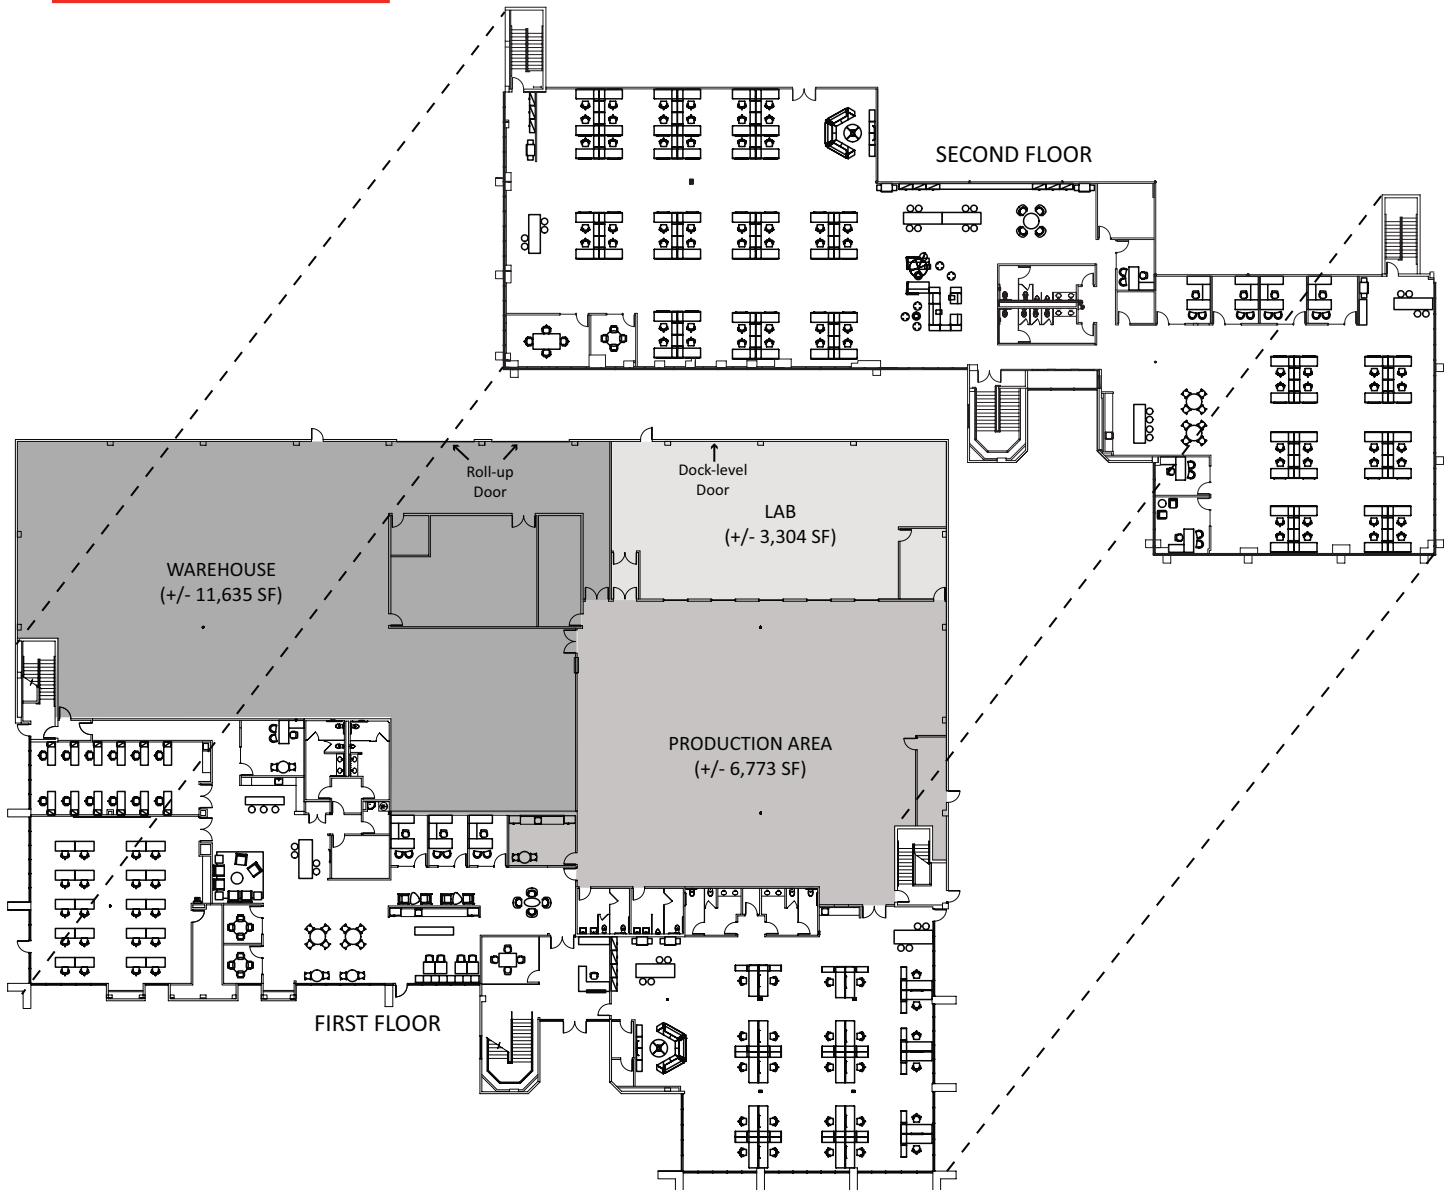 SECOND FLOOR
Roll-up
Door
Dock-level
Door
LAB
(+/- 3,304 SF)
WAREHOUSE
(+/- 11,635 SF)
PRODUCTION AREA
(+/- 6,773 SF)
FIRST FLOOR